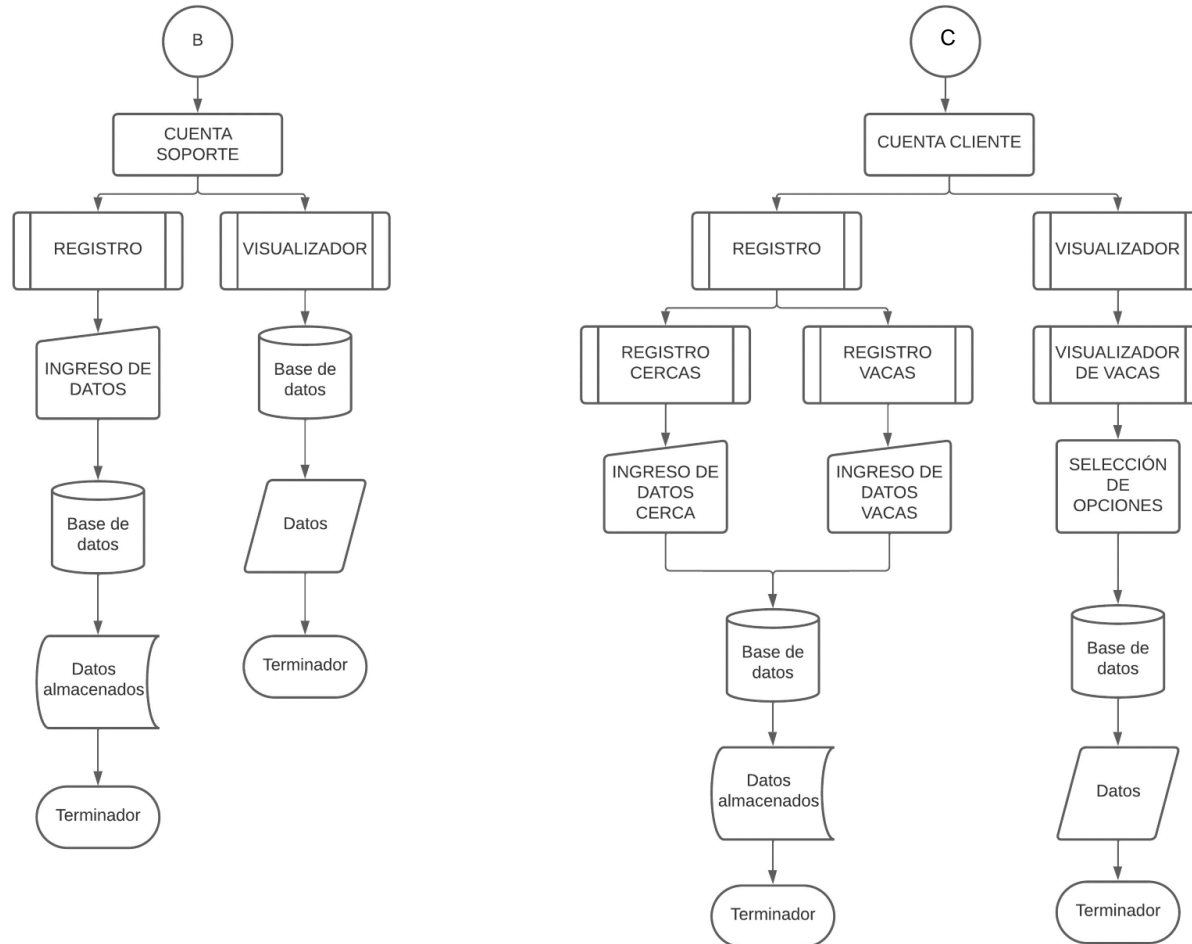 B
CUENTA
SOPORTE
REGISTRO
VISUALIZADOR
INGRESO DE
DATOS
Base de
datos
Base de
datos
Datos
Datos
almacenados
Terminador
Terminador
C
CUENTA CLIENTE
REGISTRO
VISUALIZADOR
REGISTRO
CERCAS
REGISTRO
VACAS
VISUALIZADOR
DE VACAS
INGRESO DE
DATOS
CERCA
INGRESO DE
DATOS
VACAS
SELECCIÓN
DE
OPCIONES
Base de
datos
Base de
datos
Datos
almacenados
Datos
Terminador
Terminador